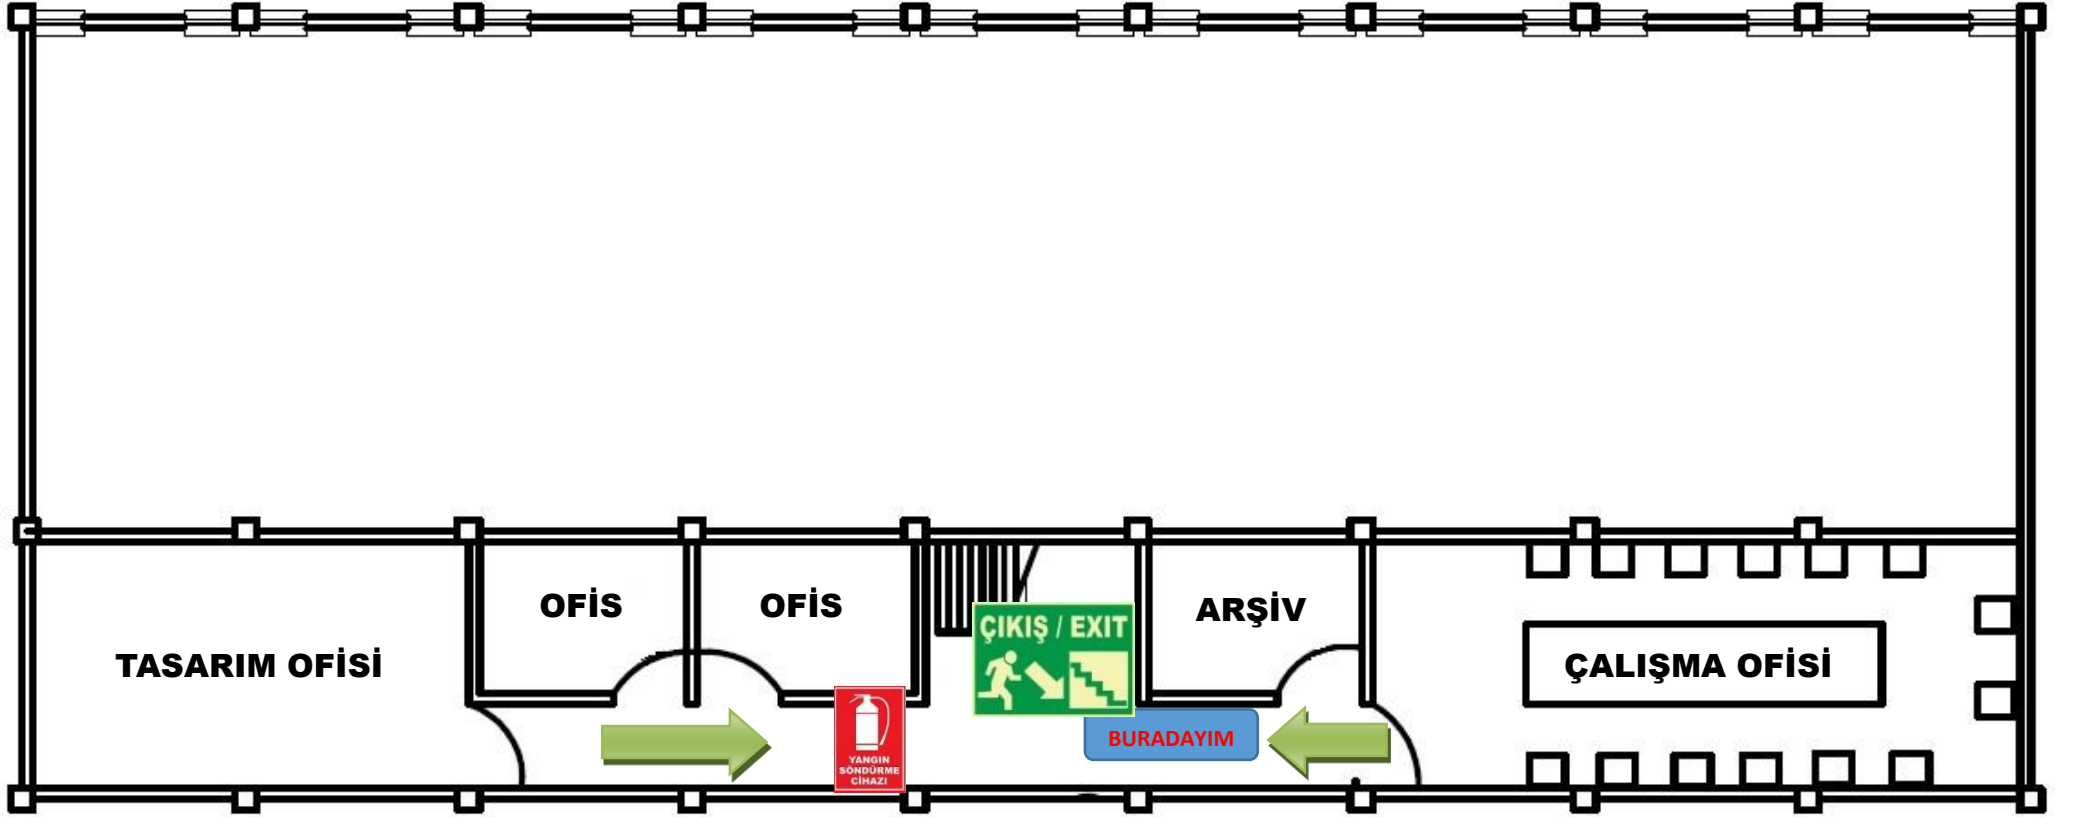 OFİS
OFİS
ARŞİV
ÇIKIŞ / EXIT
TASARIM OFİSİ
ÇALIŞMA OFİSİ
BURADAYIM
YANGIN
SÖNDÜRME
CİHAZI